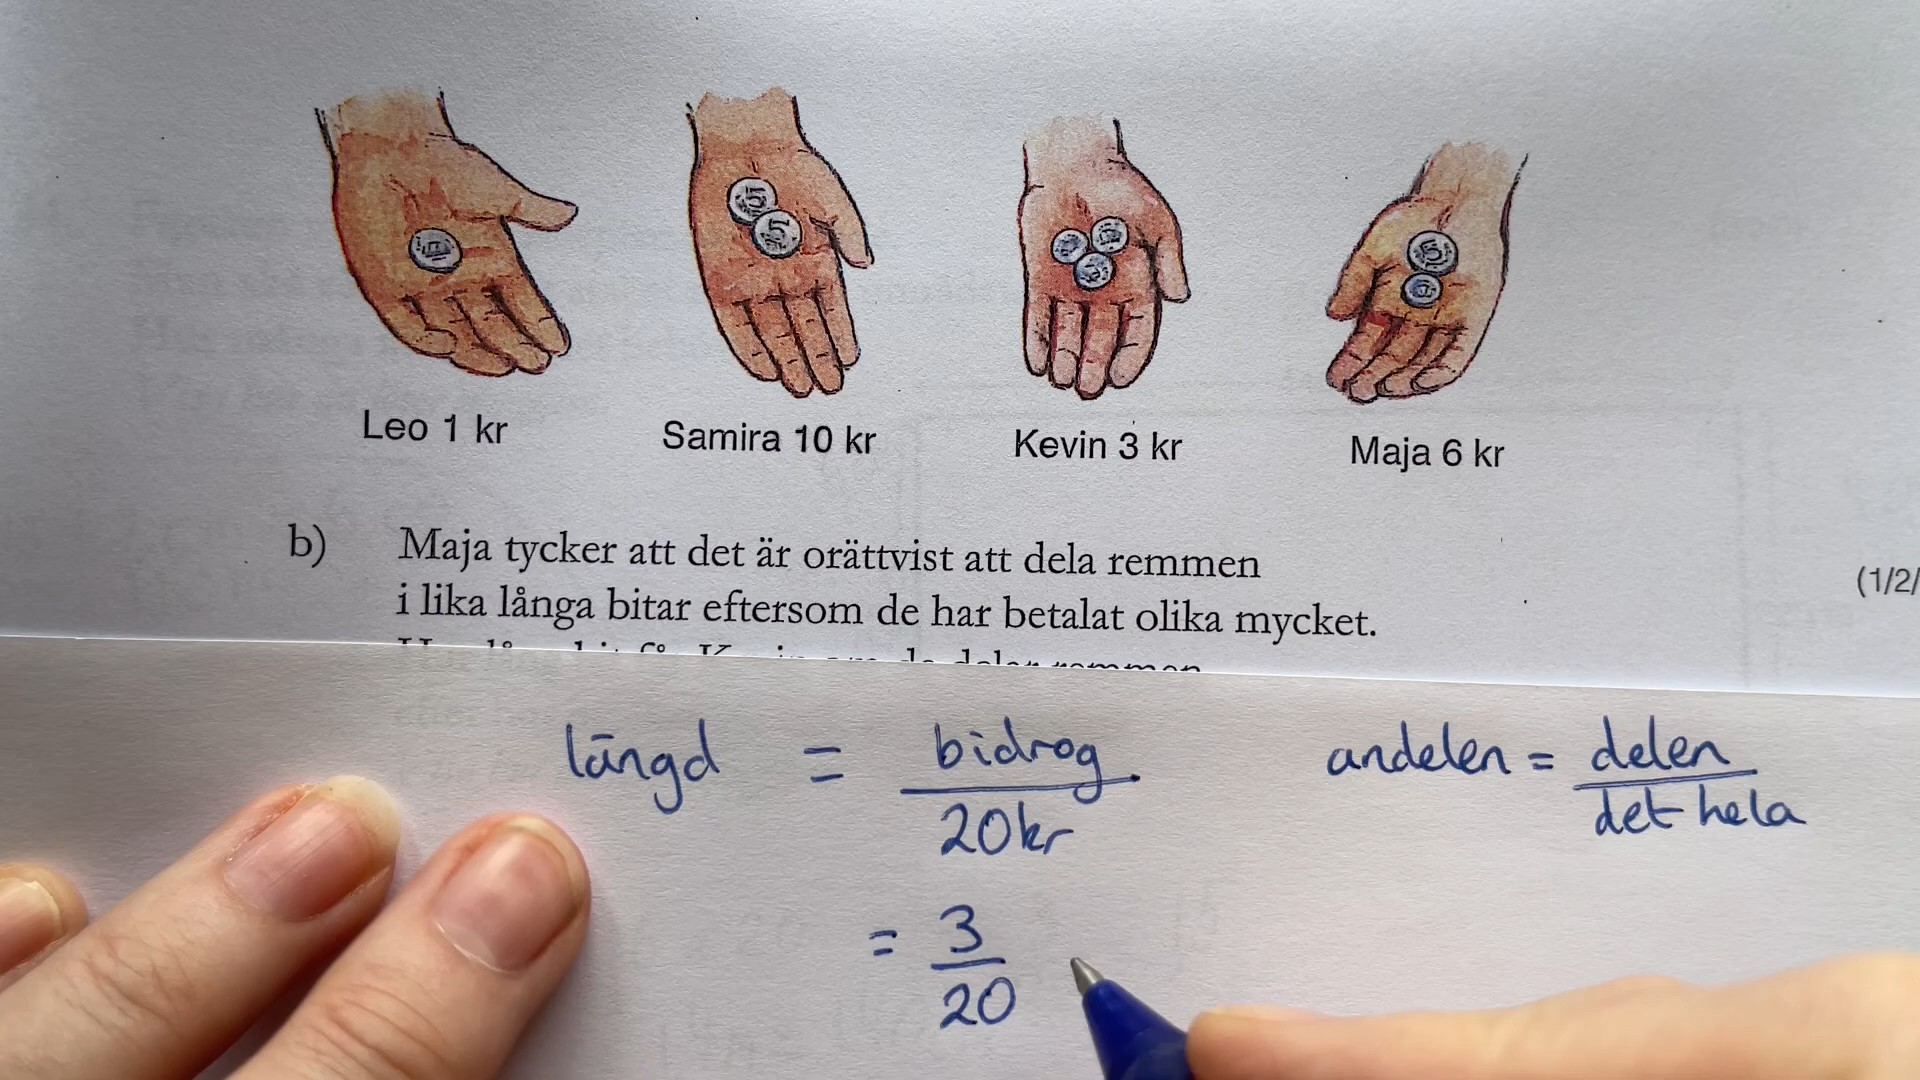 Leo 1 kr
Samira 10 kr
Kevin 3 kr
Maja 6 kr
b) Maja tycker att det är orättvist att dela remmen
i lika långa bitar eftersom de har betalat olika mycket.
(1/2/
längd = bidrag / 20kr
andelen = delen / det hela
= 3 / 20